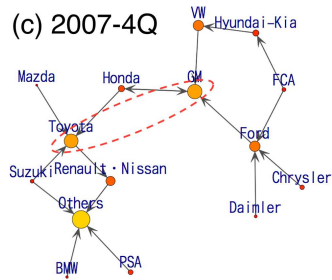 (c) 2007-4Q
VW
Hyundai-Kia
Mazda
Honda
GM
FCA
Toyota
Ford
Suzuki
Renault・Nissan
Chrysler
Others
Daimler
BMW
PSA